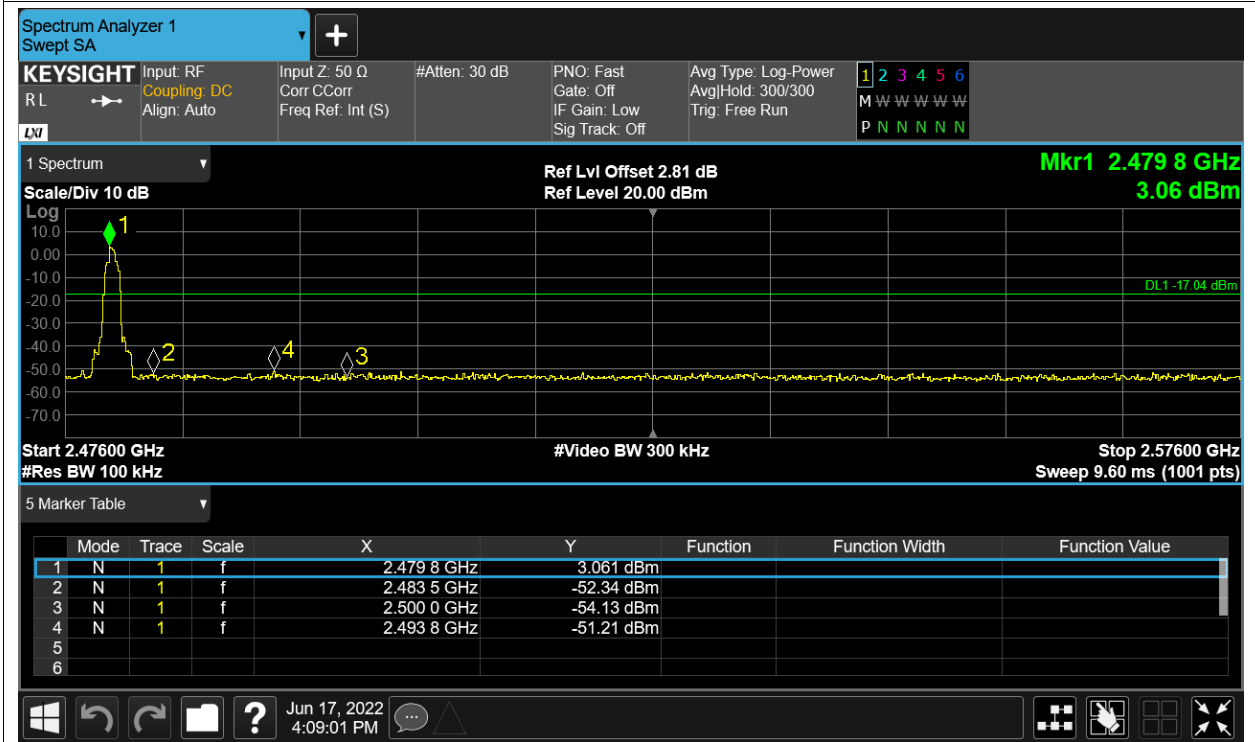 Spectrum Analyzer 1
Swept SA
+
KEYSIGHT
R L
LXI
Input: RF
Coupling: DC
Align: Auto
Input Z: 50 Ω
Corr CCorr
Freq Ref: Int (S)
#Atten: 30 dB
PNO: Fast
Gate: Off
IF Gain: Low
Sig Track: Off
Avg Type: Log-Power
Avg|Hold: 300/300
Trig: Free Run
1 2 3 4 5 6
M W W W W W
P N N N N N
1 Spectrum
Scale/Div 10 dB
Ref Lvl Offset 2.81 dB
Ref Level 20.00 dBm
Mkr1 2.479 8 GHz
3.06 dBm
Log
10.0
0.00
-10.0
-20.0
-30.0
-40.0
-50.0
-60.0
-70.0
1
DL1 -17.04 dBm
2
4
3
Start 2.47600 GHz
#Res BW 100 kHz
#Video BW 300 kHz
Stop 2.57600 GHz
Sweep 9.60 ms (1001 pts)
5 Marker Table
Mode Trace Scale X Y Function Function Width Function Value
1 N 1 f 2.479 8 GHz 3.061 dBm
2 N 1 f 2.483 5 GHz -52.34 dBm
3 N 1 f 2.500 0 GHz -54.13 dBm
4 N 1 f 2.493 8 GHz -51.21 dBm
5
6
?
Jun 17, 2022
4:09:01 PM